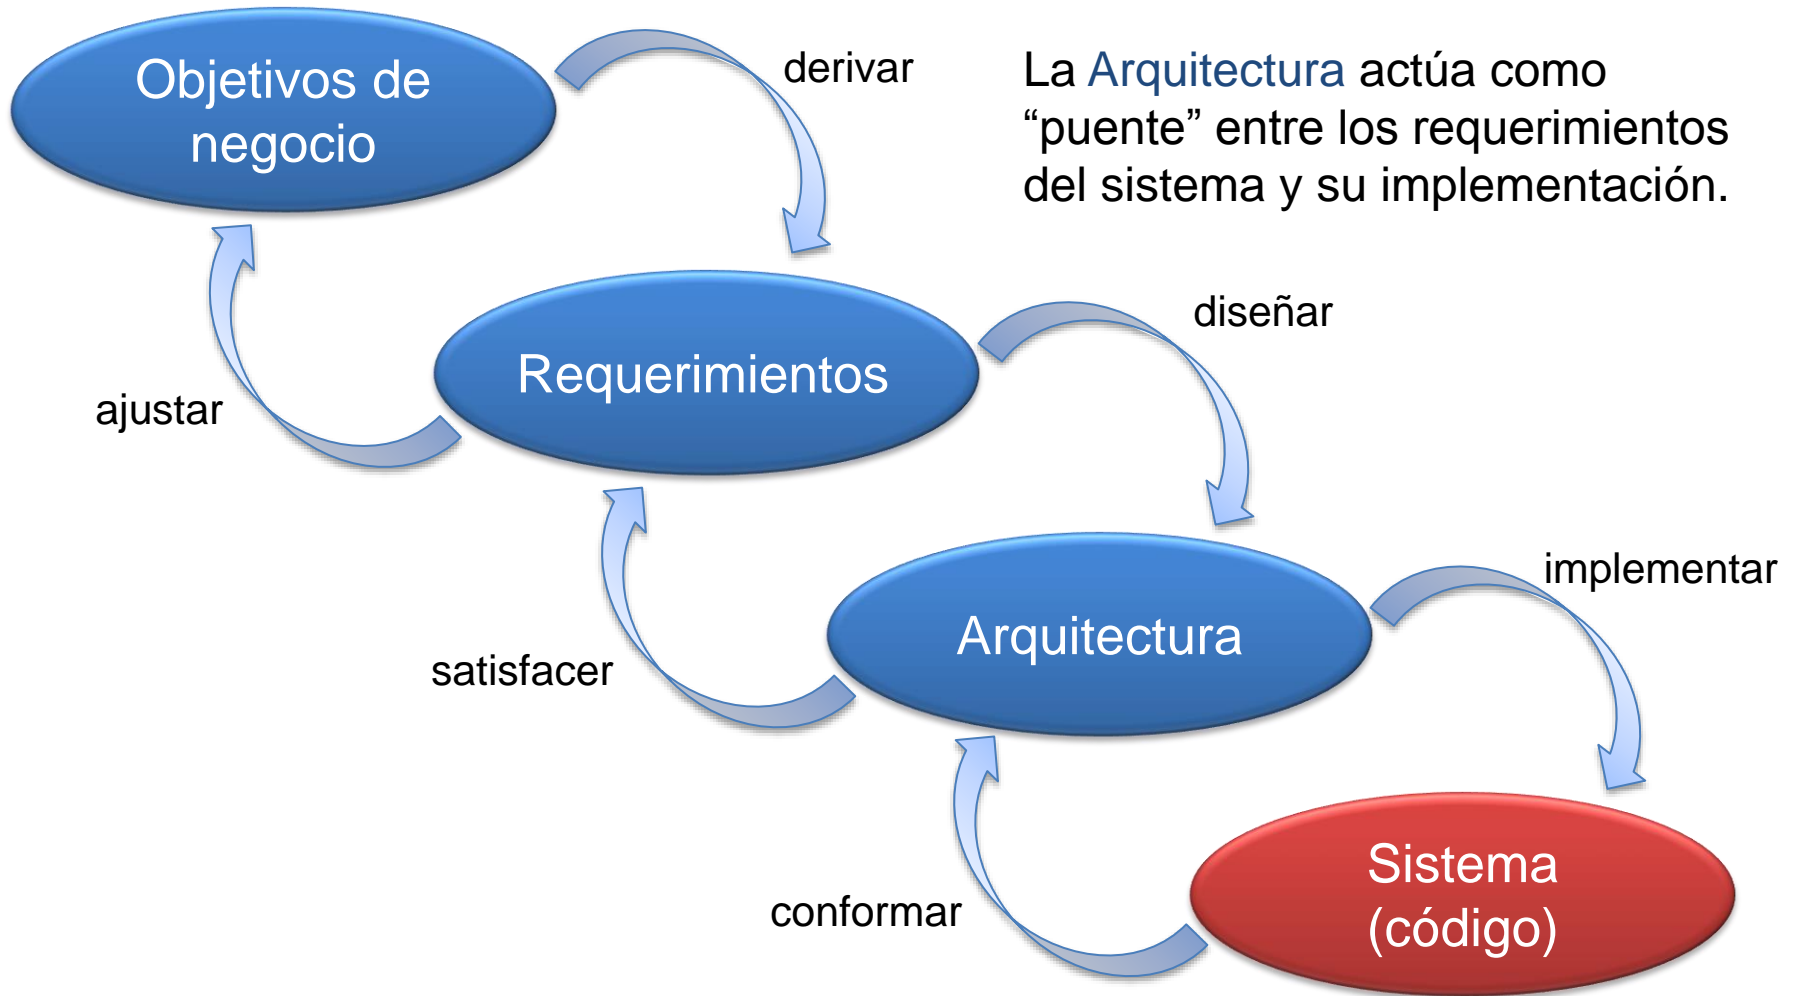 Objetivos de
negocio
derivar
La Arquitectura actúa como
“puente” entre los requerimientos
del sistema y su implementación.
diseñar
Requerimientos
ajustar
implementar
Arquitectura
satisfacer
Sistema
(código)
conformar